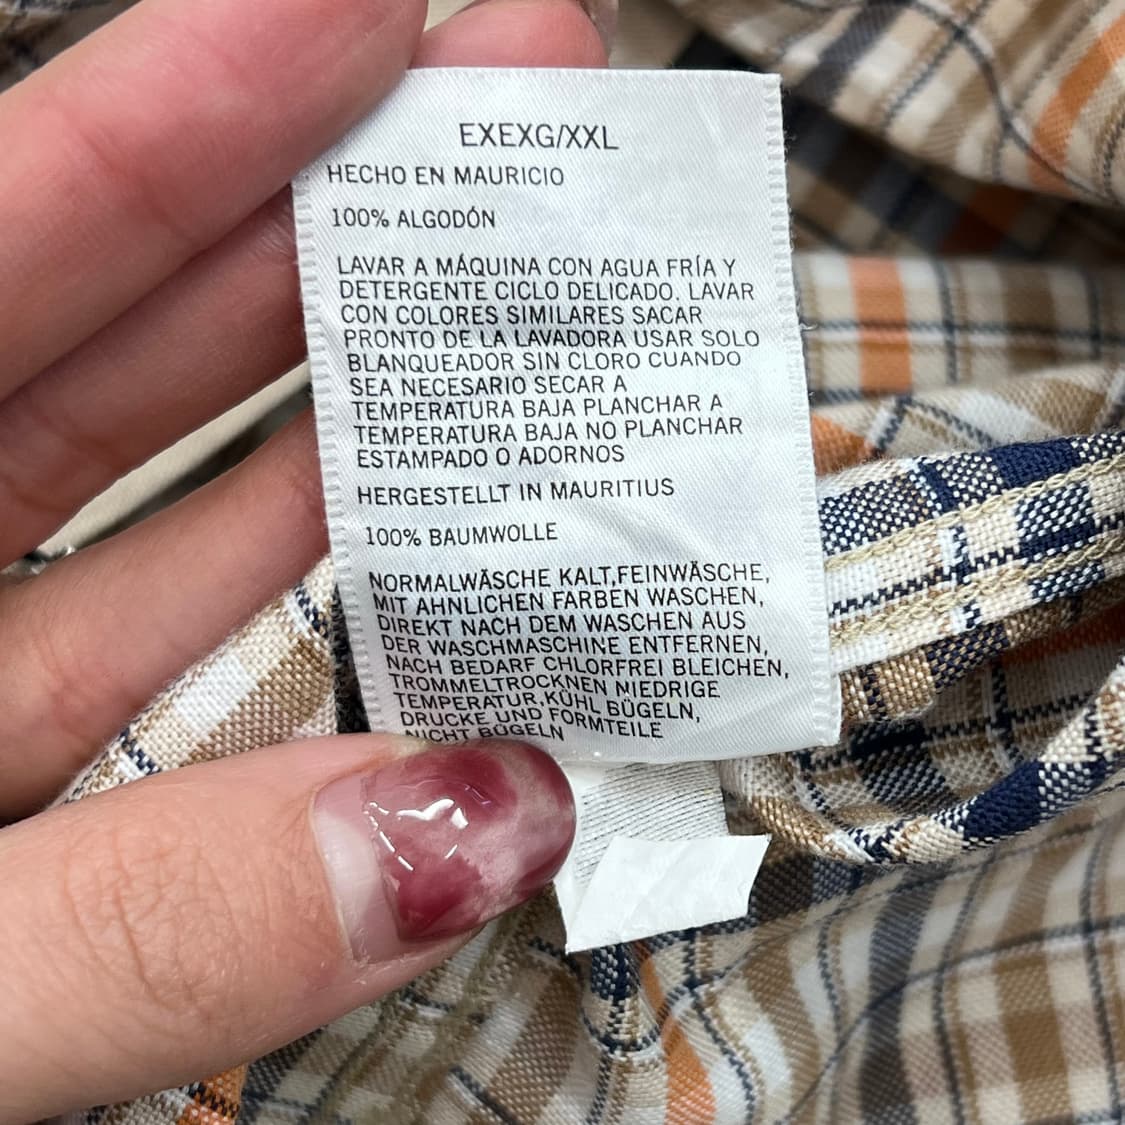 EXEXG/XXL
HECHO EN MAURICIO
100% ALGODÓN
LAVAR A MÁQUINA CON AGUA FRÍA Y
DETERGENTE CICLO DELICADO. LAVAR
CON COLORES SIMILARES SACAR
PRONTO DE LA LAVADORA USAR SOLO
BLANQUEADOR SIN CLORO CUANDO
SEA NECESARIO SECAR A
TEMPERATURA BAJA PLANCHAR A
TEMPERATURA BAJA NO PLANCHAR
ESTAMPADO O ADORNOS
HERGESTELLT IN MAURITIUS
100% BAUMWOLLE
NORMALWÄSCHE KALT,FEINWÄSCHE,
MIT AHNLICHEN FARBEN WASCHEN,
DIREKT NACH DEM WASCHEN AUS
DER WASCHMASCHINE ENTFERNEN,
NACH BEDARF CHLORFREI BLEICHEN,
TROMMELTROCKNEN NIEDRIGE
TEMPERATUR,KÜHL BÜGELN,
DRUCKE UND FORMTEILE
NICHT BÜGELN